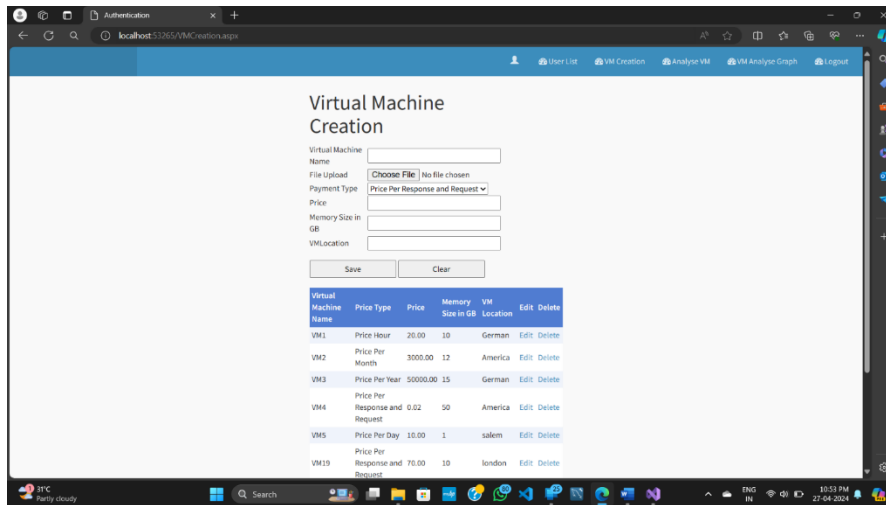 Authentication
localhost:53265/VMCreation.aspx
User List VM Creation Analyse VM VM Analyse Graph Logout
Virtual Machine
Creation
Virtual Machine
Name
File Upload Choose File No file chosen
Payment Type Price Per Response and Request
Price
Memory Size in
GB
VMLocation
Save Clear
Virtual
Machine
Name
Price Type
Price
Memory
Size in GB
VM
Location
Edit Delete
VM1 Price Hour 20.00 10 German Edit Delete
VM2 Price Per
Month 3000.00 12 America Edit Delete
VM3 Price Per Year 50000.00 15 German Edit Delete
VM4 Price Per
Response and
Request 0.02 50 America Edit Delete
VM5 Price Per Day 10.00 1 salem Edit Delete
VM19 Price Per
Response and
Request 70.00 10 london Edit Delete
31°C
Partly cloudy
Search
ENG
IN
10:53 PM
27-04-2024